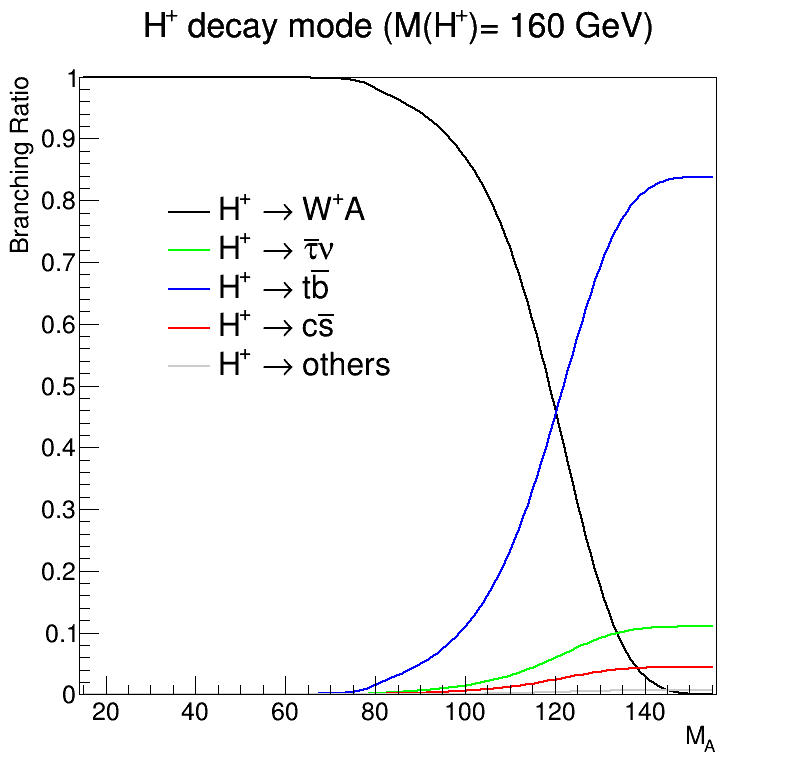 H⁺ decay mode (M(H⁺)= 160 GeV)
Branching Ratio
1
0.9
0.8
0.7
0.6
0.5
0.4
0.3
0.2
0.1
0
H⁺ → W⁺A
H⁺ → τ̅ν
H⁺ → tb̅
H⁺ → cs̅
H⁺ → others
20 40 60 80 100 120 140
M_A